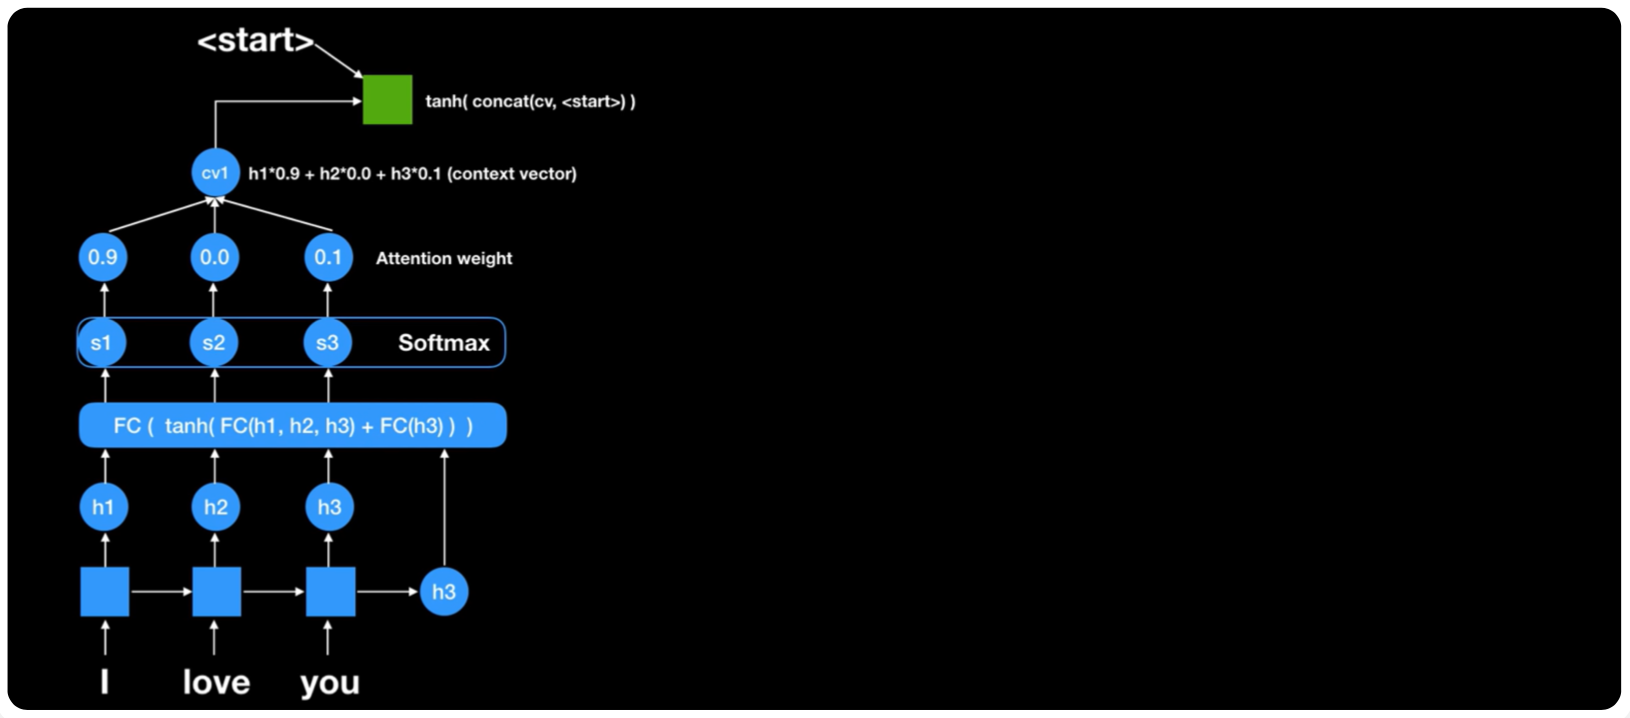 <start>
tanh( concat(cv, <start>) )
cv1 h1*0.9 + h2*0.0 + h3*0.1 (context vector)
0.9 0.0 0.1 Attention weight
s1 s2 s3 Softmax
FC ( tanh( FC(h1, h2, h3) + FC(h3) ) )
h1 h2 h3
h3
I love you